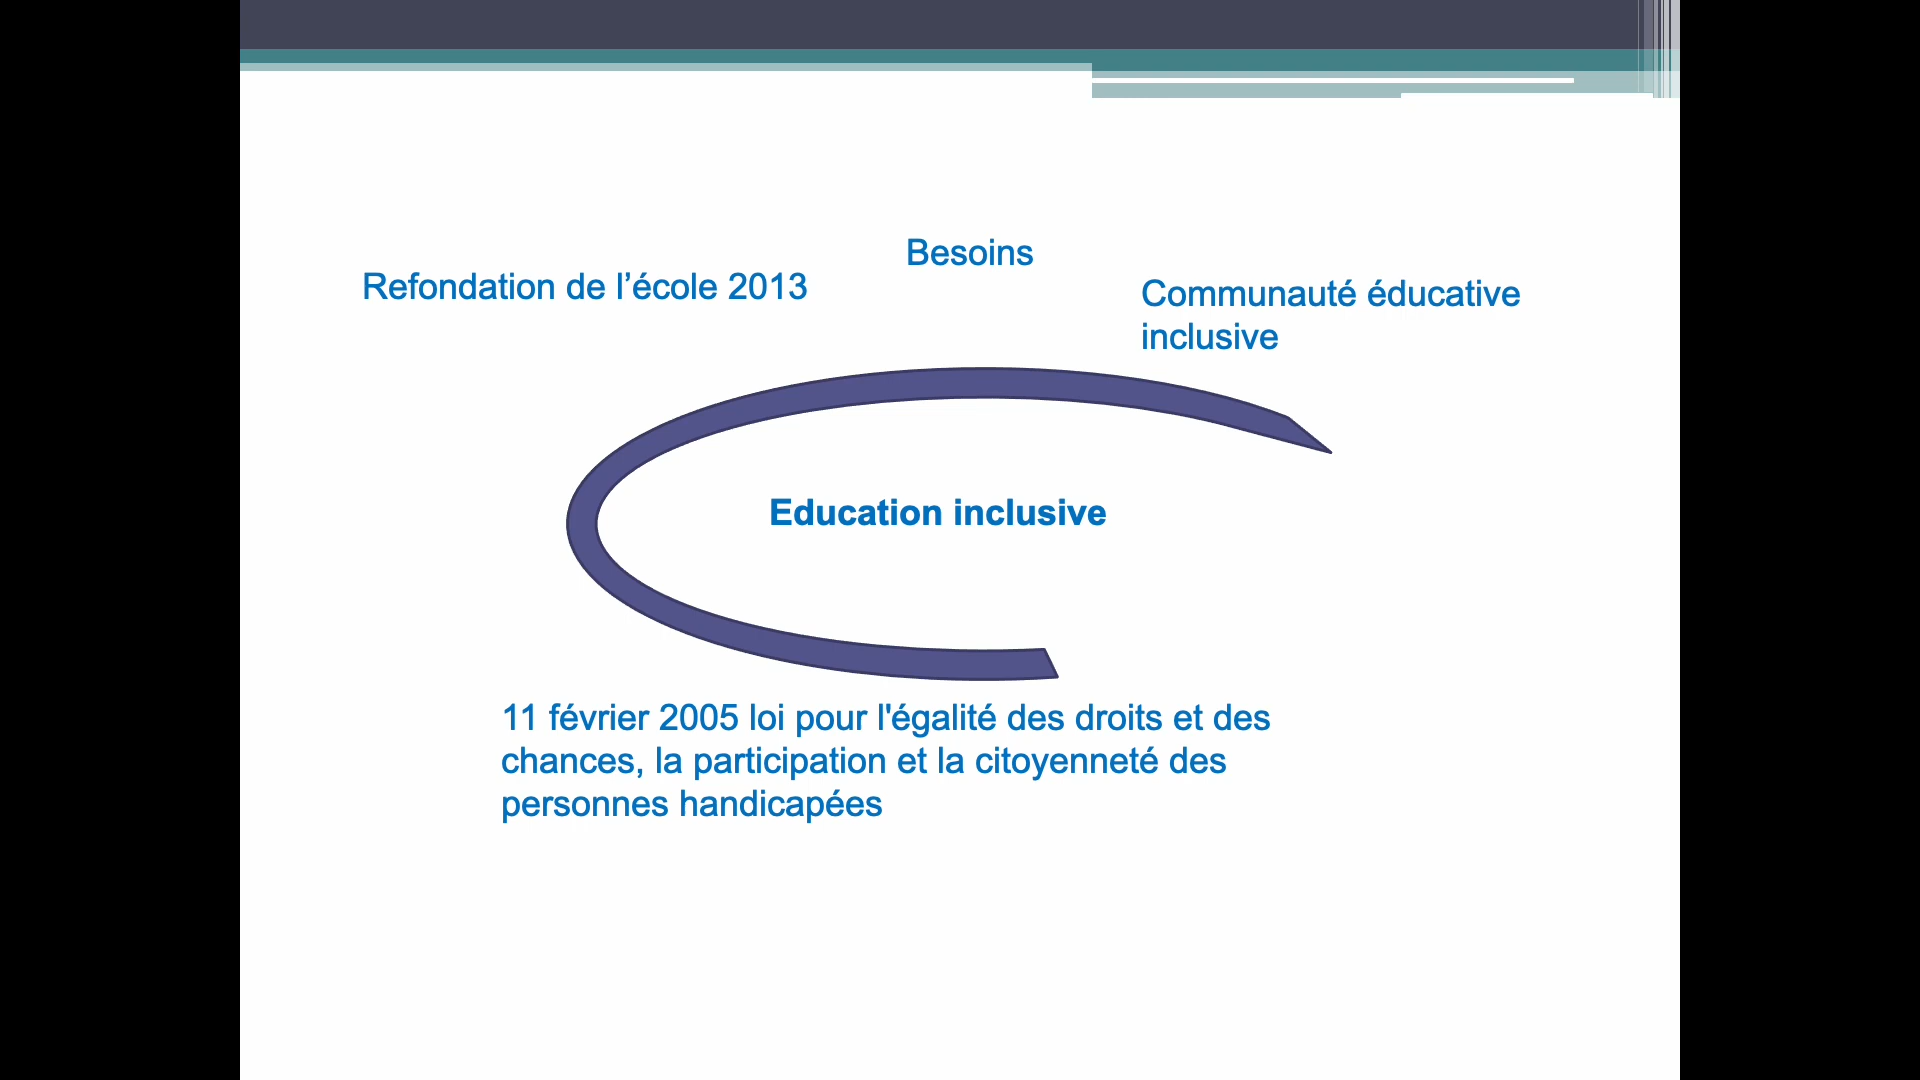 Besoins
Refondation de l’école 2013
Communauté éducative
inclusive
Education inclusive
11 février 2005 loi pour l'égalité des droits et des
chances, la participation et la citoyenneté des
personnes handicapées